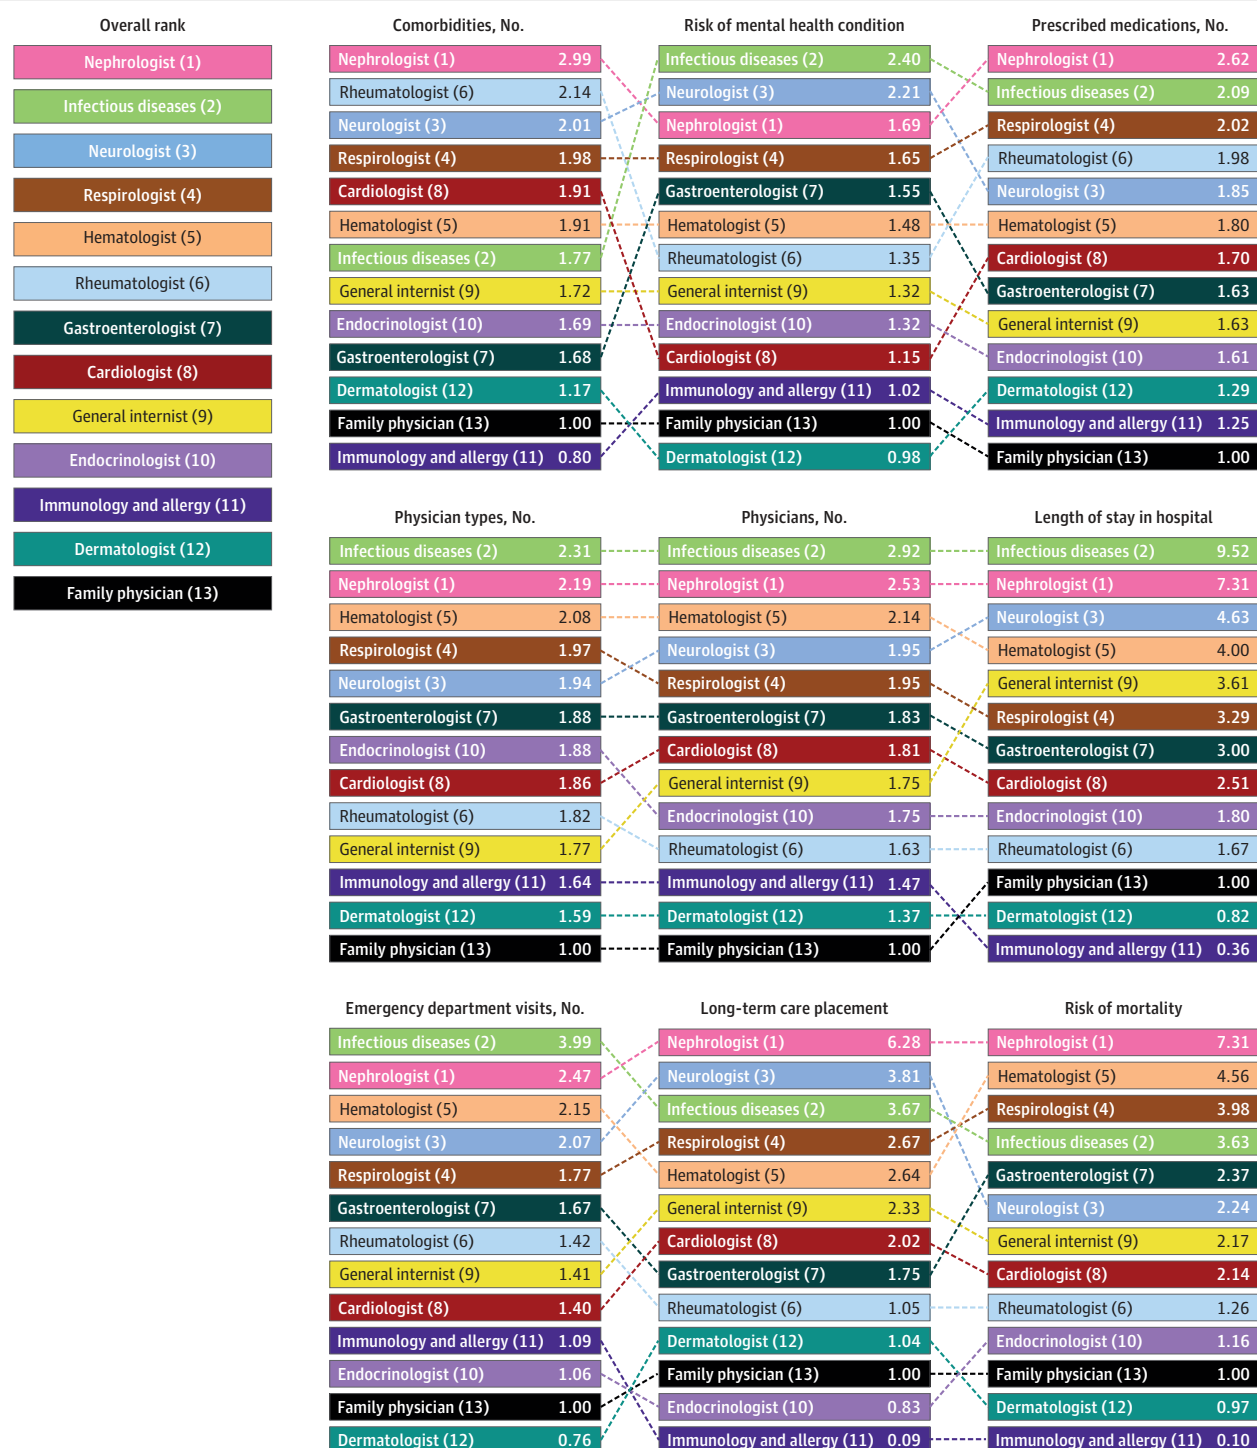 Overall rank
Nephrologist (1)
Infectious diseases (2)
Neurologist (3)
Respirologist (4)
Hematologist (5)
Rheumatologist (6)
Gastroenterologist (7)
Cardiologist (8)
General internist (9)
Endocrinologist (10)
Immunology and allergy (11)
Dermatologist (12)
Family physician (13)
Comorbidities, No.
Nephrologist (1) 2.99
Rheumatologist (6) 2.14
Neurologist (3) 2.01
Respirologist (4) 1.98
Cardiologist (8) 1.91
Hematologist (5) 1.91
Infectious diseases (2) 1.77
General internist (9) 1.72
Endocrinologist (10) 1.69
Gastroenterologist (7) 1.68
Dermatologist (12) 1.17
Family physician (13) 1.00
Immunology and allergy (11) 0.80
Risk of mental health condition
Infectious diseases (2) 2.40
Neurologist (3) 2.21
Nephrologist (1) 1.69
Respirologist (4) 1.65
Gastroenterologist (7) 1.55
Hematologist (5) 1.48
Rheumatologist (6) 1.35
General internist (9) 1.32
Endocrinologist (10) 1.32
Cardiologist (8) 1.15
Immunology and allergy (11) 1.02
Family physician (13) 1.00
Dermatologist (12) 0.98
Prescribed medications, No.
Nephrologist (1) 2.62
Infectious diseases (2) 2.09
Respirologist (4) 2.02
Rheumatologist (6) 1.98
Neurologist (3) 1.85
Hematologist (5) 1.80
Cardiologist (8) 1.70
Gastroenterologist (7) 1.63
General internist (9) 1.63
Endocrinologist (10) 1.61
Dermatologist (12) 1.29
Immunology and allergy (11) 1.25
Family physician (13) 1.00
Physician types, No.
Infectious diseases (2) 2.31
Nephrologist (1) 2.19
Hematologist (5) 2.08
Respirologist (4) 1.97
Neurologist (3) 1.94
Gastroenterologist (7) 1.88
Endocrinologist (10) 1.88
Cardiologist (8) 1.86
Rheumatologist (6) 1.82
General internist (9) 1.77
Immunology and allergy (11) 1.64
Dermatologist (12) 1.59
Family physician (13) 1.00
Physicians, No.
Infectious diseases (2) 2.92
Nephrologist (1) 2.53
Hematologist (5) 2.14
Neurologist (3) 1.95
Respirologist (4) 1.95
Gastroenterologist (7) 1.83
Cardiologist (8) 1.81
General internist (9) 1.75
Endocrinologist (10) 1.75
Rheumatologist (6) 1.63
Immunology and allergy (11) 1.47
Dermatologist (12) 1.37
Family physician (13) 1.00
Length of stay in hospital
Infectious diseases (2) 9.52
Nephrologist (1) 7.31
Neurologist (3) 4.63
Hematologist (5) 4.00
General internist (9) 3.61
Respirologist (4) 3.29
Gastroenterologist (7) 3.00
Cardiologist (8) 2.51
Endocrinologist (10) 1.80
Rheumatologist (6) 1.67
Family physician (13) 1.00
Dermatologist (12) 0.82
Immunology and allergy (11) 0.36
Emergency department visits, No.
Infectious diseases (2) 3.99
Nephrologist (1) 2.47
Hematologist (5) 2.15
Neurologist (3) 2.07
Respirologist (4) 1.77
Gastroenterologist (7) 1.67
Rheumatologist (6) 1.42
General internist (9) 1.41
Cardiologist (8) 1.40
Immunology and allergy (11) 1.09
Endocrinologist (10) 1.06
Family physician (13) 1.00
Dermatologist (12) 0.76
Long-term care placement
Nephrologist (1) 6.28
Neurologist (3) 3.81
Infectious diseases (2) 3.67
Respirologist (4) 2.67
Hematologist (5) 2.64
General internist (9) 2.33
Cardiologist (8) 2.02
Gastroenterologist (7) 1.75
Rheumatologist (6) 1.05
Dermatologist (12) 1.04
Family physician (13) 1.00
Endocrinologist (10) 0.83
Immunology and allergy (11) 0.09
Risk of mortality
Nephrologist (1) 7.31
Hematologist (5) 4.56
Respirologist (4) 3.98
Infectious diseases (2) 3.63
Gastroenterologist (7) 2.37
Neurologist (3) 2.24
General internist (9) 2.17
Cardiologist (8) 2.14
Rheumatologist (6) 1.26
Endocrinologist (10) 1.16
Family physician (13) 1.00
Dermatologist (12) 0.97
Immunology and allergy (11) 0.10